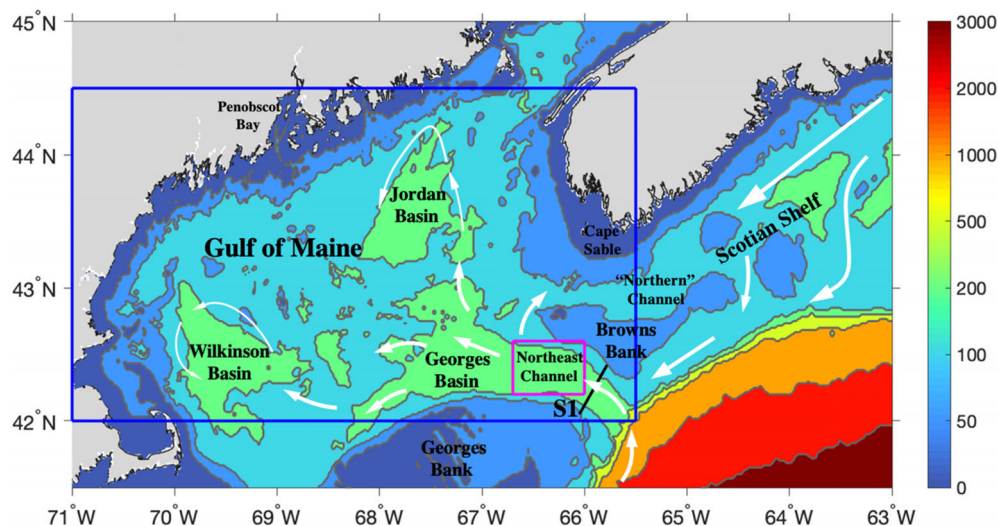 45°N
44°N
43°N
42°N
71°W
70°W
69°W
68°W
67°W
66°W
65°W
64°W
63°W
Penobscot
Bay
Jordan
Basin
Gulf of Maine
Cape
Sable
Scotian Shelf
“Northern”
Channel
Browns
Bank
Wilkinson
Basin
Georges
Basin
Northeast
Channel
S1
Georges
Bank
3000
2000
1000
500
200
100
50
0